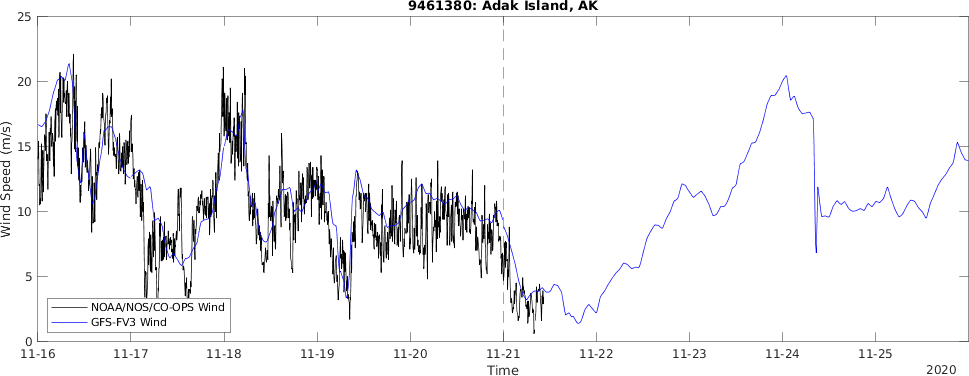 9461380: Adak Island, AK
Wind Speed (m/s)
25
20
15
10
5
0
NOAA/NOS/CO-OPS Wind
GFS-FV3 Wind
11-16 11-17 11-18 11-19 11-20 11-21 11-22 11-23 11-24 11-25
Time
2020